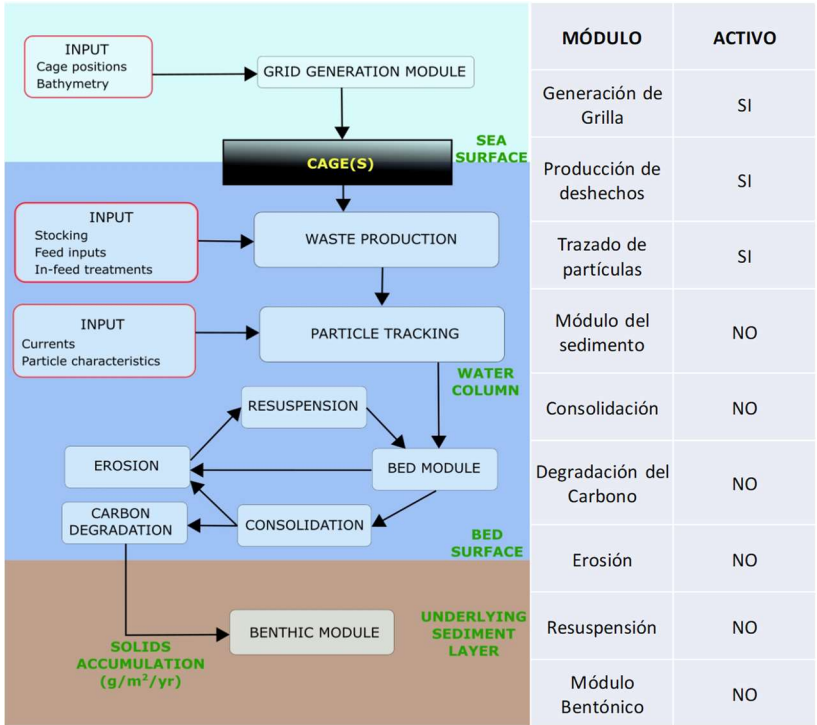 INPUT
Cage positions
Bathymetry
GRID GENERATION MODULE
SEA
SURFACE
CAGE(S)
INPUT
Stocking
Feed inputs
In-feed treatments
WASTE PRODUCTION
INPUT
Currents
Particle characteristics
PARTICLE TRACKING
WATER
COLUMN
RESUSPENSION
EROSION
BED MODULE
CARBON
DEGRADATION
CONSOLIDATION
BED
SURFACE
BENTHIC MODULE
UNDERLYING
SEDIMENT
LAYER
SOLIDS
ACCUMULATION
(g/m²/yr)
MÓDULO ACTIVO
Generación de
Grilla
SI
Producción de
deshechos
SI
Trazado de
partículas
SI
Módulo del
sedimento
NO
Consolidación NO
Degradación del
Carbono
NO
Erosión NO
Resuspensión NO
Módulo
Bentónico
NO